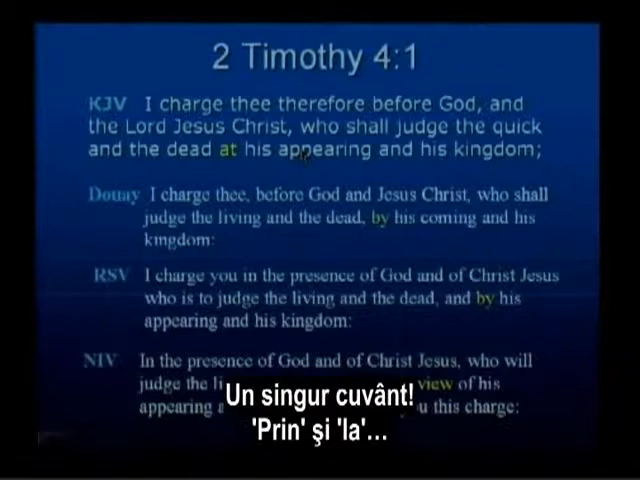 2 Timothy 4:1
KJV I charge thee therefore before God, and
the Lord Jesus Christ, who shall judge the quick
and the dead at his appearing and his kingdom;
Douay I charge thee, before God and Jesus Christ, who shall
judge the living and the dead, by his coming and his
kingdom:
RSV I charge you in the presence of God and of Christ Jesus
who is to judge the living and the dead, and by his
appearing and his kingdom:
NIV In the presence of God and of Christ Jesus, who will
judge the view of his
appearing this charge:
Un singur cuvânt!
'Prin' şi 'la'...